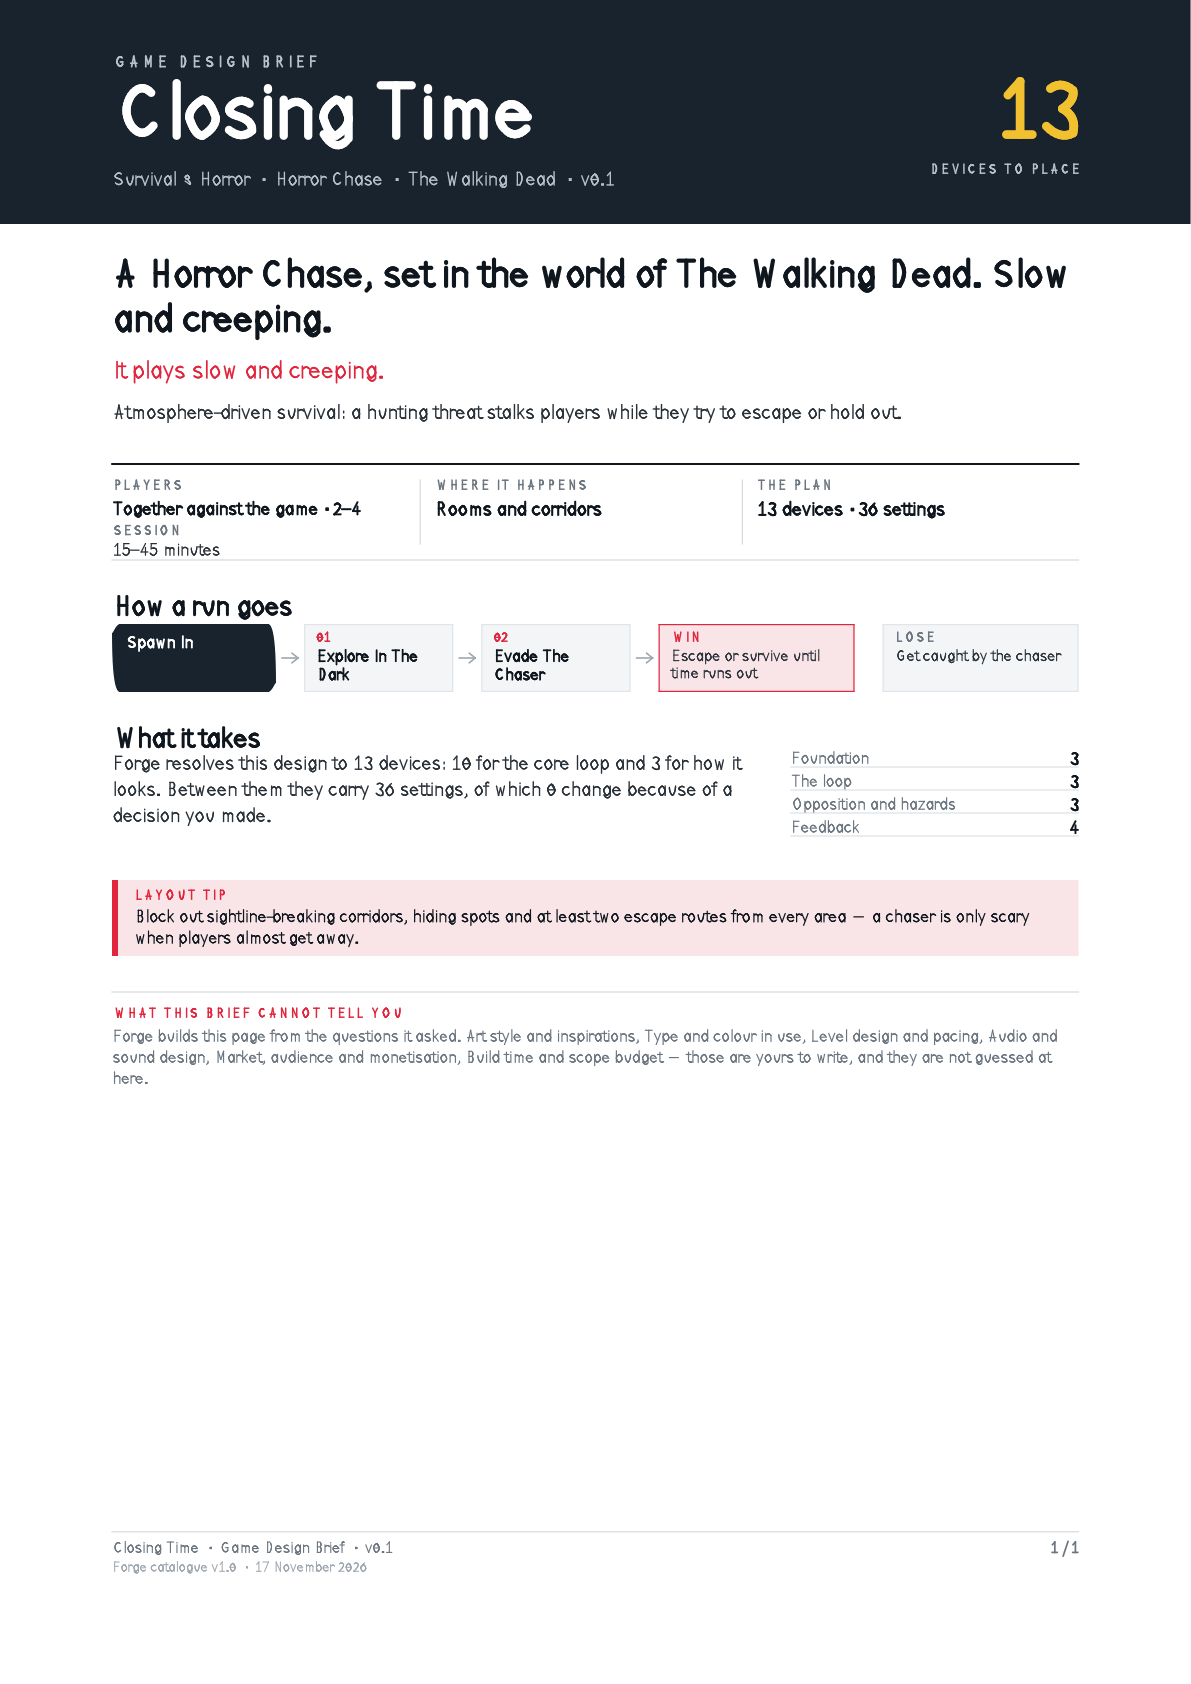 GAME DESIGN BRIEF
Closing Time
Survival & Horror · Horror Chase · The Walking Dead · v0.1
13
DEVICES TO PLACE
A Horror Chase, set in the world of The Walking Dead. Slow
and creeping.
It plays slow and creeping.
Atmosphere-driven survival: a hunting threat stalks players while they try to escape or hold out.
PLAYERS
Together against the game · 2–4
SESSION
15–45 minutes
WHERE IT HAPPENS
Rooms and corridors
THE PLAN
13 devices · 36 settings
How a run goes
Spawn In
01
Explore In The
Dark
02
Evade The
Chaser
WIN
Escape or survive until
time runs out
LOSE
Get caught by the chaser
What it takes
Forge resolves this design to 13 devices: 10 for the core loop and 3 for how it
looks. Between them they carry 36 settings, of which 0 change because of a
decision you made.
Foundation 3
The loop 3
Opposition and hazards 3
Feedback 4
LAYOUT TIP
Block out sightline-breaking corridors, hiding spots and at least two escape routes from every area — a chaser is only scary
when players almost get away.
WHAT THIS BRIEF CANNOT TELL YOU
Forge builds this page from the questions it asked. Art style and inspirations, Type and colour in use, Level design and pacing, Audio and
sound design, Market, audience and monetisation, Build time and scope budget — those are yours to write, and they are not guessed at
here.
Closing Time · Game Design Brief · v0.1
1 / 1
Forge catalogue v1.0 · 17 November 2026